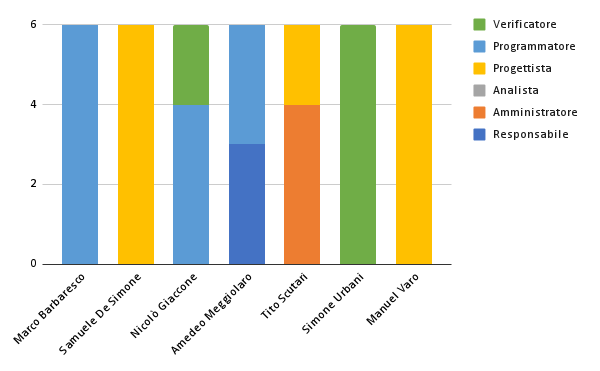 6
4
2
0
Marco Barbaresco
Samuele De Simone
Nicolò Giaccone
Amedeo Meggiolaro
Tito Scutari
Simone Urbani
Manuel Varo
Verificatore
Programmatore
Progettista
Analista
Amministratore
Responsabile